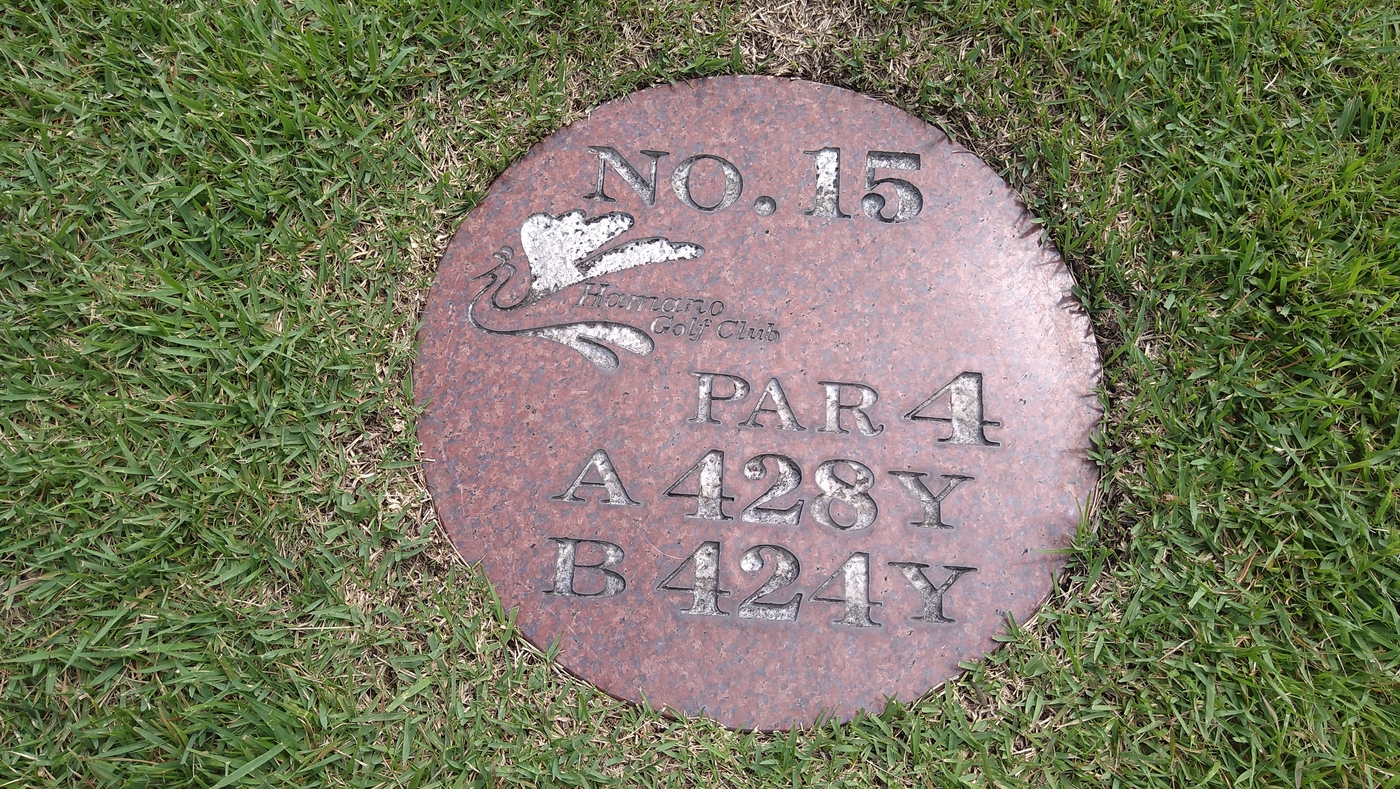 NO. 15
Hamano
Golf Club
PAR 4
A 428Y
B 424Y